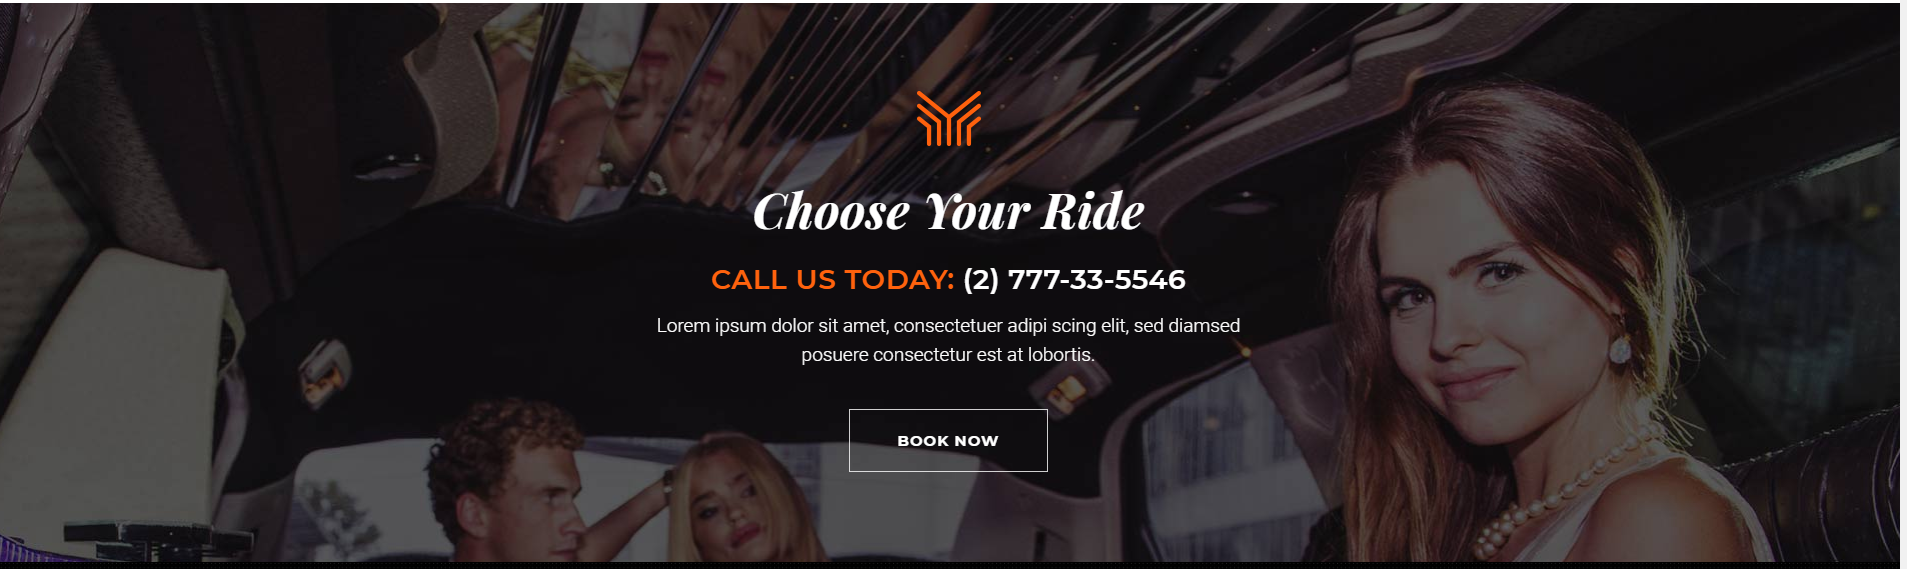 Choose Your Ride
CALL US TODAY: (2) 777-33-5546
Lorem ipsum dolor sit amet, consectetuer adipi scing elit, sed diamsed
posuere consectetur est at lobortis.
BOOK NOW